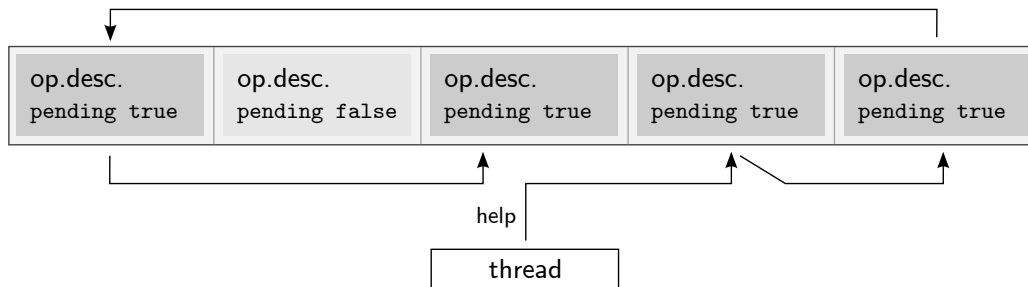 op.desc.
pending true
op.desc.
pending false
op.desc.
pending true
op.desc.
pending true
op.desc.
pending true
help
thread